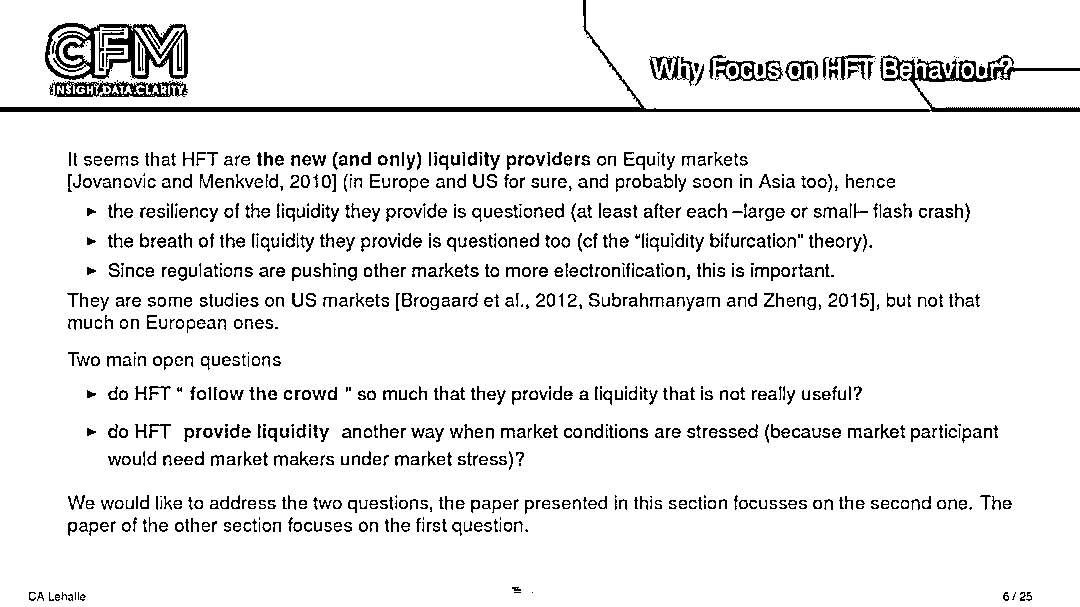 CFM
INSIGHT.DATA.CLARITY.
Why Focus on HFT Behaviour?
It seems that HFT are the new (and only) liquidity providers on Equity markets
[Jovanovic and Menkveld, 2010] (in Europe and US for sure, and probably soon in Asia too), hence
► the resiliency of the liquidity they provide is questioned (at least after each –large or small– flash crash)
► the breath of the liquidity they provide is questioned too (cf the "liquidity bifurcation" theory).
► Since regulations are pushing other markets to more electronification, this is important.
They are some studies on US markets [Brogaard et al., 2012, Subrahmanyam and Zheng, 2015], but not that
much on European ones.
Two main open questions
► do HFT " follow the crowd " so much that they provide a liquidity that is not really useful?
► do HFT provide liquidity another way when market conditions are stressed (because market participant
would need market makers under market stress)?
We would like to address the two questions, the paper presented in this section focusses on the second one. The
paper of the other section focuses on the first question.
CA Lehalle
6 / 25